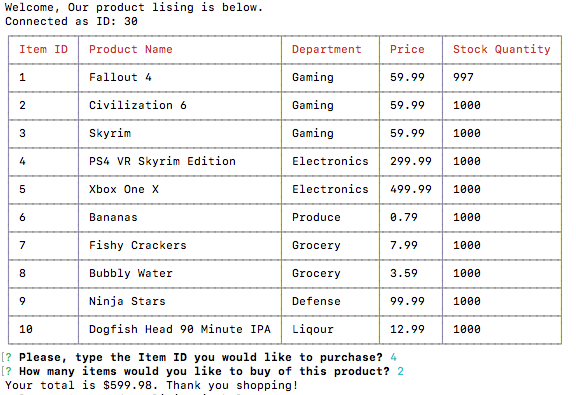 Welcome, Our product lising is below.
Connected as ID: 30
Item ID Product Name Department Price Stock Quantity
1 Fallout 4 Gaming 59.99 997
2 Civilization 6 Gaming 59.99 1000
3 Skyrim Gaming 59.99 1000
4 PS4 VR Skyrim Edition Electronics 299.99 1000
5 Xbox One X Electronics 499.99 1000
6 Bananas Produce 0.79 1000
7 Fishy Crackers Grocery 7.99 1000
8 Bubbly Water Grocery 3.59 1000
9 Ninja Stars Defense 99.99 1000
10 Dogfish Head 90 Minute IPA Liqour 12.99 1000
[? Please, type the Item ID you would like to purchase? 4
[? How many items would you like to buy of this product? 2
Your total is $599.98. Thank you shopping!